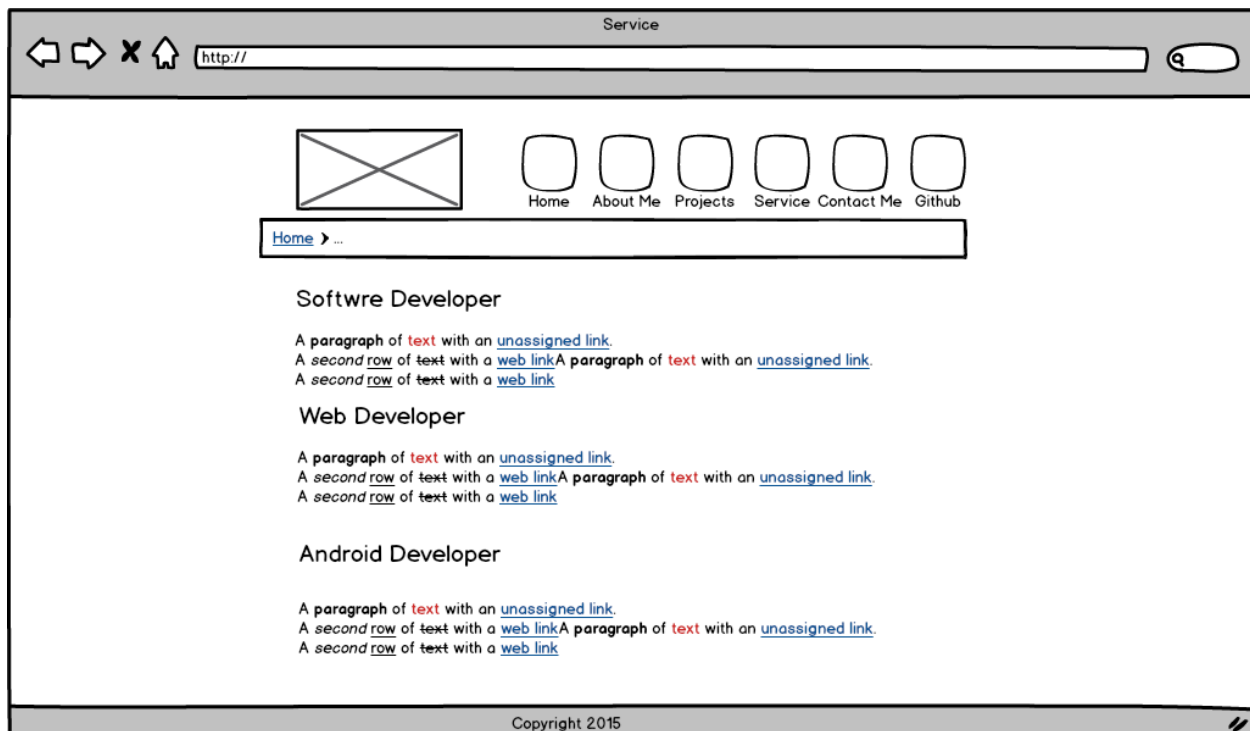 Service
http://
Home About Me Projects Service Contact Me Github
Home ...
Softwre Developer
A paragraph of text with an unassigned link.
A second row of text with a web linkA paragraph of text with an unassigned link.
A second row of text with a web link
Web Developer
A paragraph of text with an unassigned link.
A second row of text with a web linkA paragraph of text with an unassigned link.
A second row of text with a web link
Android Developer
A paragraph of text with an unassigned link.
A second row of text with a web linkA paragraph of text with an unassigned link.
A second row of text with a web link
Copyright 2015